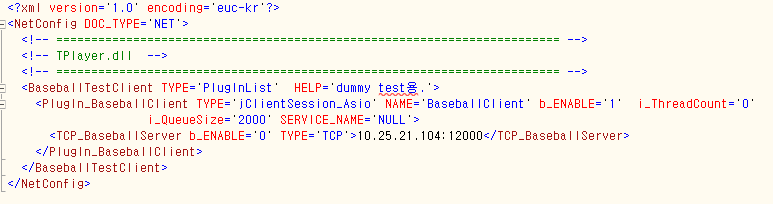 <?xml version='1.0' encoding='euc-kr'?>
<NetConfig DOC_TYPE='NET'>
<!-- ================================================================= -->
<!-- TPlayer.dll -->
<!-- ================================================================= -->
<BaseballTestClient TYPE='PlugInList' HELP='dummy test용.'>
<PlugIn_BaseballClient TYPE='jClientSession_Asio' NAME='BaseballClient' b_ENABLE='1' i_ThreadCount='0'
i_QueueSize='2000' SERVICE_NAME='NULL'>
<TCP_BaseballServer b_ENABLE='0' TYPE='TCP'>10.25.21.104:12000</TCP_BaseballServer>
</PlugIn_BaseballClient>
</BaseballTestClient>
</NetConfig>